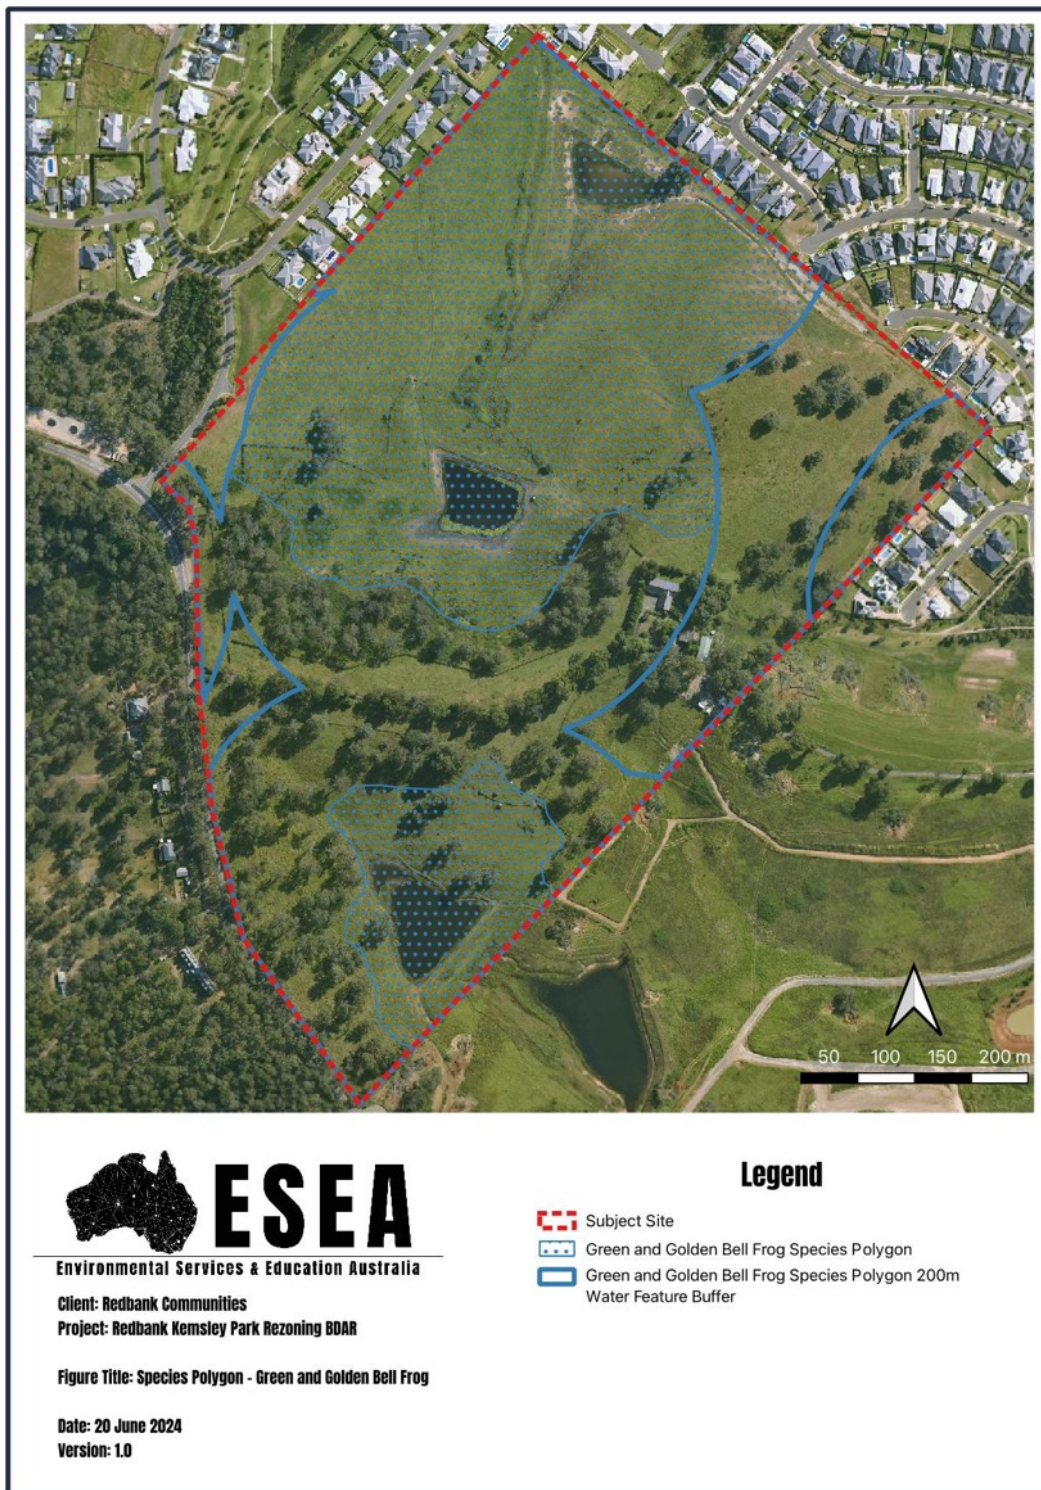 50 100 150 200 m
ESEA
Environmental Services & Education Australia
Client: Redbank Communities
Project: Redbank Kemsley Park Rezoning BDAR
Figure Title: Species Polygon - Green and Golden Bell Frog
Date: 20 June 2024
Version: 1.0
Legend
Subject Site
Green and Golden Bell Frog Species Polygon
Green and Golden Bell Frog Species Polygon 200m
Water Feature Buffer